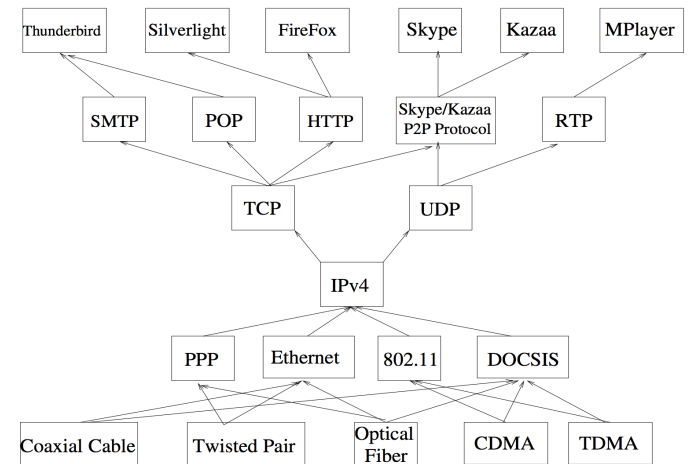 Thunderbird
Silverlight
FireFox
Skype
Kazaa
MPlayer
SMTP
POP
HTTP
Skype/Kazaa
P2P Protocol
RTP
TCP
UDP
IPv4
PPP
Ethernet
802.11
DOCSIS
Coaxial Cable
Twisted Pair
Optical
Fiber
CDMA
TDMA